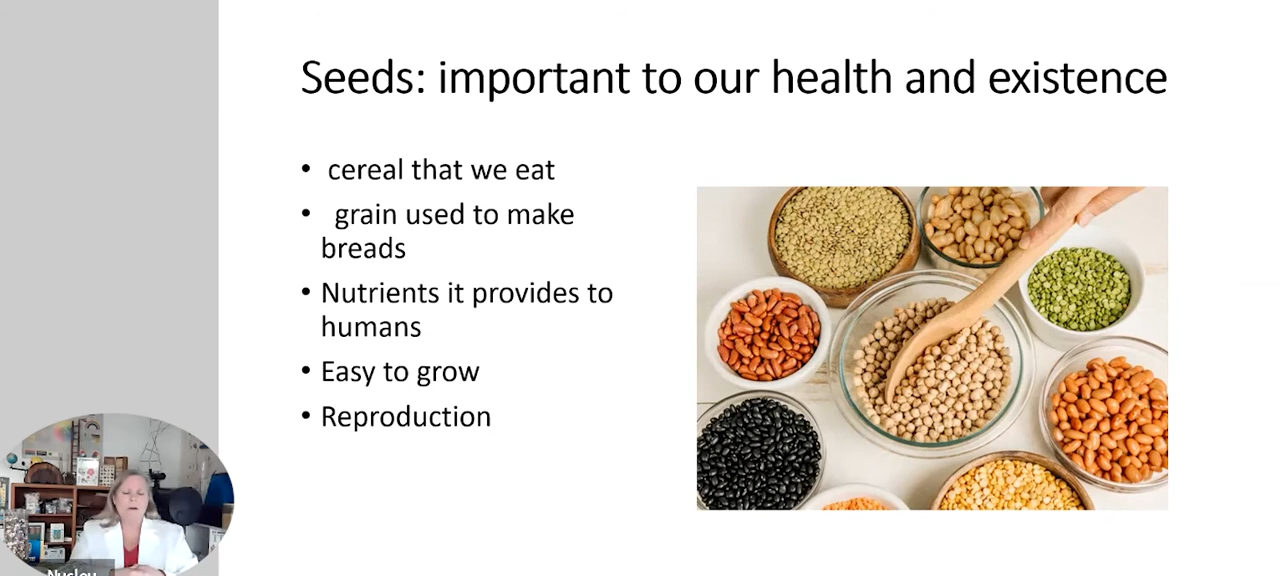 Seeds: important to our health and existence
• cereal that we eat
• grain used to make
breads
• Nutrients it provides to
humans
• Easy to grow
• Reproduction